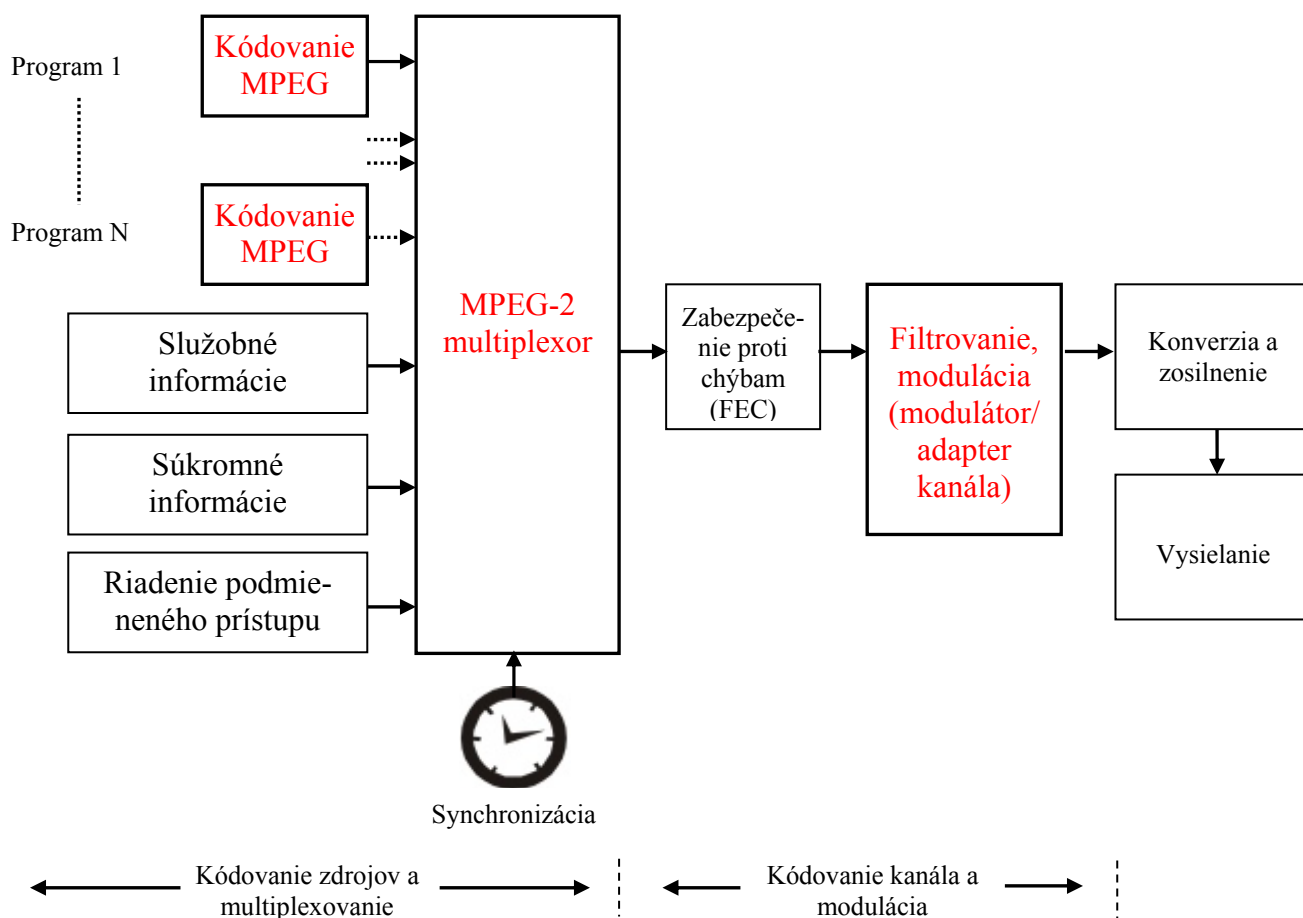 Program 1
Kódovanie
MPEG
Program N
Kódovanie
MPEG
Služobné
informácie
Súkromné
informácie
Riadenie podmie-
neného prístupu
MPEG-2
multiplexor
Synchronizácia
Zabezpeče-
nie proti
chýbam
(FEC)
Filtrovanie,
modulácia
(modulátor/
adapter
kanála)
Konverzia a
zosilnenie
Vysielanie
Kódovanie zdrojov a
multiplexovanie
Kódovanie kanála a
modulácia